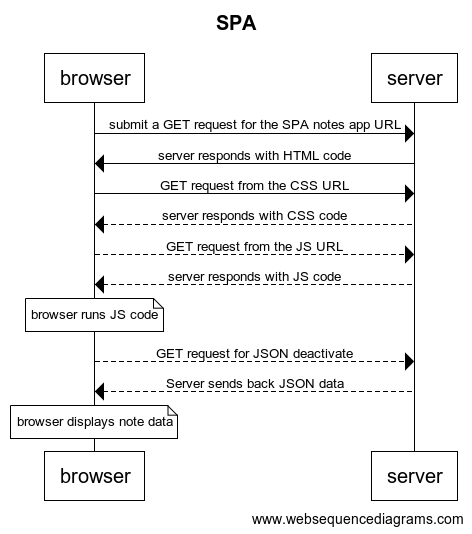 SPA
browser
server
submit a GET request for the SPA notes app URL
server responds with HTML code
GET request from the CSS URL
server responds with CSS code
GET request from the JS URL
server responds with JS code
browser runs JS code
GET request for JSON deactivate
Server sends back JSON data
browser displays note data
browser
server
www.websequencediagrams.com